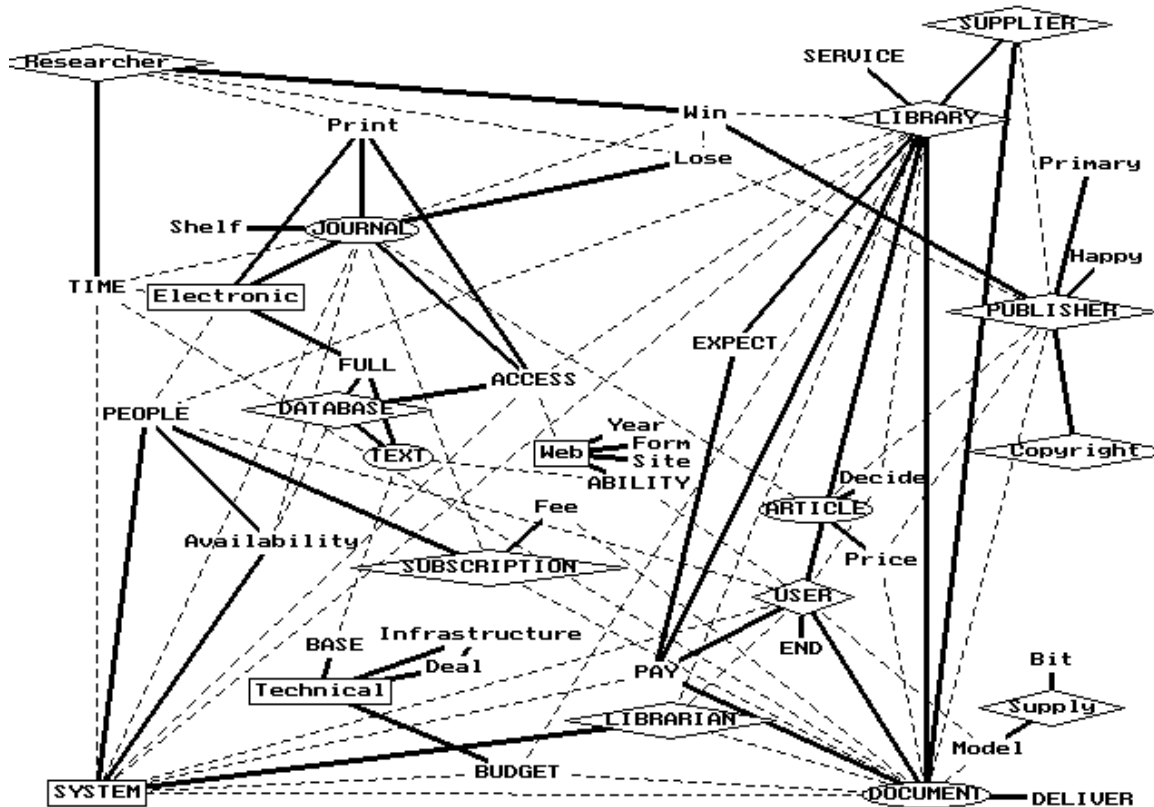 SUPPLIER
SERVICE
Researcher
Win
LIBRARY
Print
Lose
Primary
Shelf
JOURNAL
Happy
TIME
Electronic
PUBLISHER
EXPECT
FULL
ACCESS
PEOPLE
DATABASE
Year
Form
TEXT
Web
Site
Copyright
ABILITY
Decide
Fee
ARTICLE
Availability
Price
SUBSCRIPTION
USER
Infrastructure
BASE
END
Deal
PAY
Bit
Technical
LIBRARIAN
Supply
Model
BUDGET
SYSTEM
DOCUMENT
DELIVER